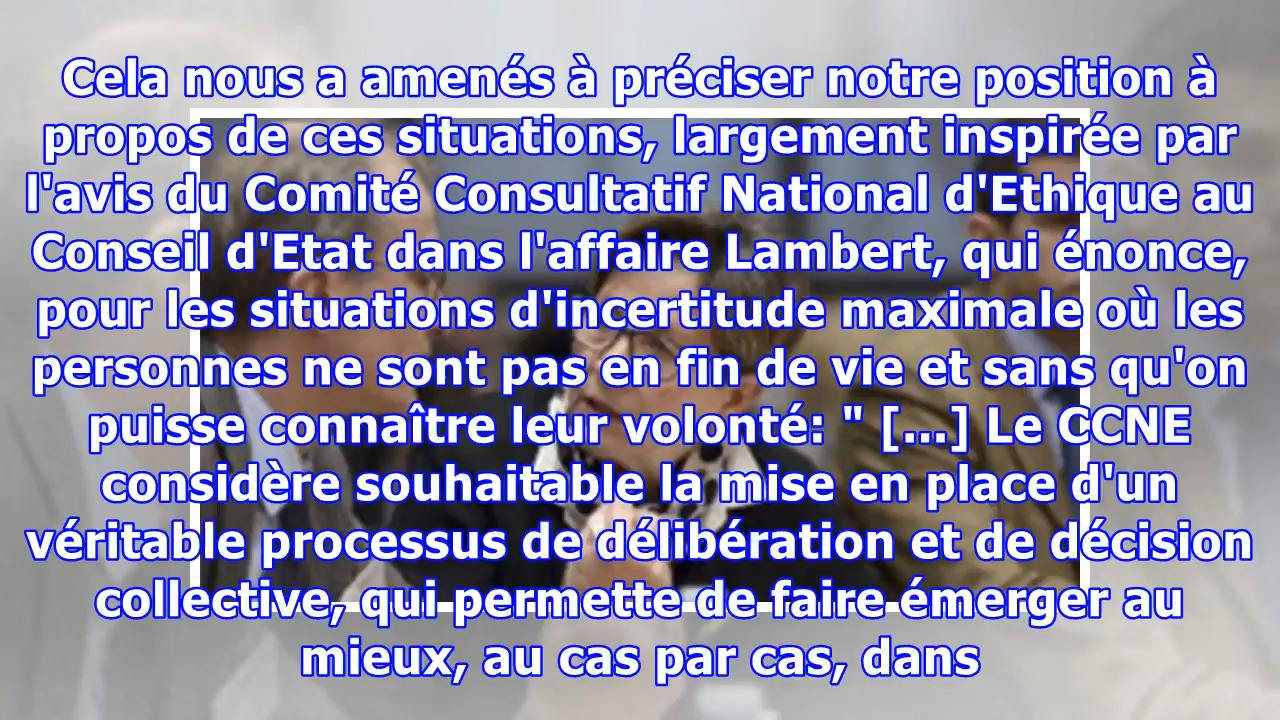 Cela nous a amenés à préciser notre position à
propos de ces situations, largement inspirée par
l'avis du Comité Consultatif National d'Ethique au
Conseil d'Etat dans l'affaire Lambert, qui énonce,
pour les situations d'incertitude maximale où les
personnes ne sont pas en fin de vie et sans qu'on
puisse connaître leur volonté: " [...] Le CCNE
considère souhaitable la mise en place d'un
véritable processus de délibération et de décision
collective, qui permette de faire émerger au
mieux, au cas par cas, dans